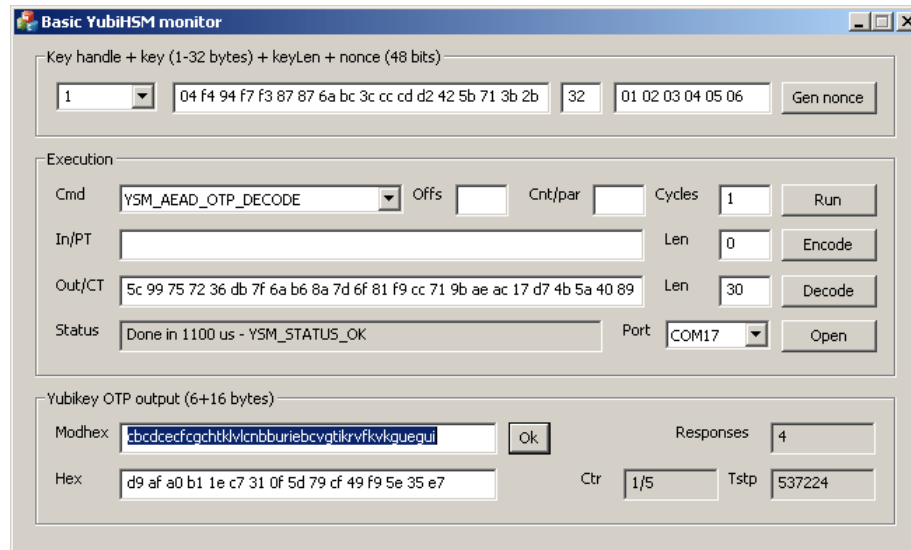 Basic YubiHSM monitor
Key handle + key (1-32 bytes) + keyLen + nonce (48 bits)
1 04 f4 94 f7 f3 87 87 6a bc 3c cc cd d2 42 5b 71 3b 2b 32 01 02 03 04 05 06 Gen nonce
Execution
Cmd YSM_AEAD_OTP_DECODE Offs Cnt/par Cycles 1 Run
In/PT Len 0 Encode
Out/CT 5c 99 75 72 36 db 7f 6a b6 8a 7d 6f 81 f9 cc 71 9b ae ac 17 d7 4b 5a 40 89 Len 30 Decode
Status Done in 1100 us - YSM_STATUS_OK Port COM17 Open
Yubikey OTP output (6+16 bytes)
Modhex cbcdcecfcgchtklvlcnbburiebcvgtikrvfkvkguegui Ok Responses 4
Hex d9 af a0 b1 1e c7 31 0f 5d 79 cf 49 f9 5e 35 e7 Ctr 1/5 Tstp 537224